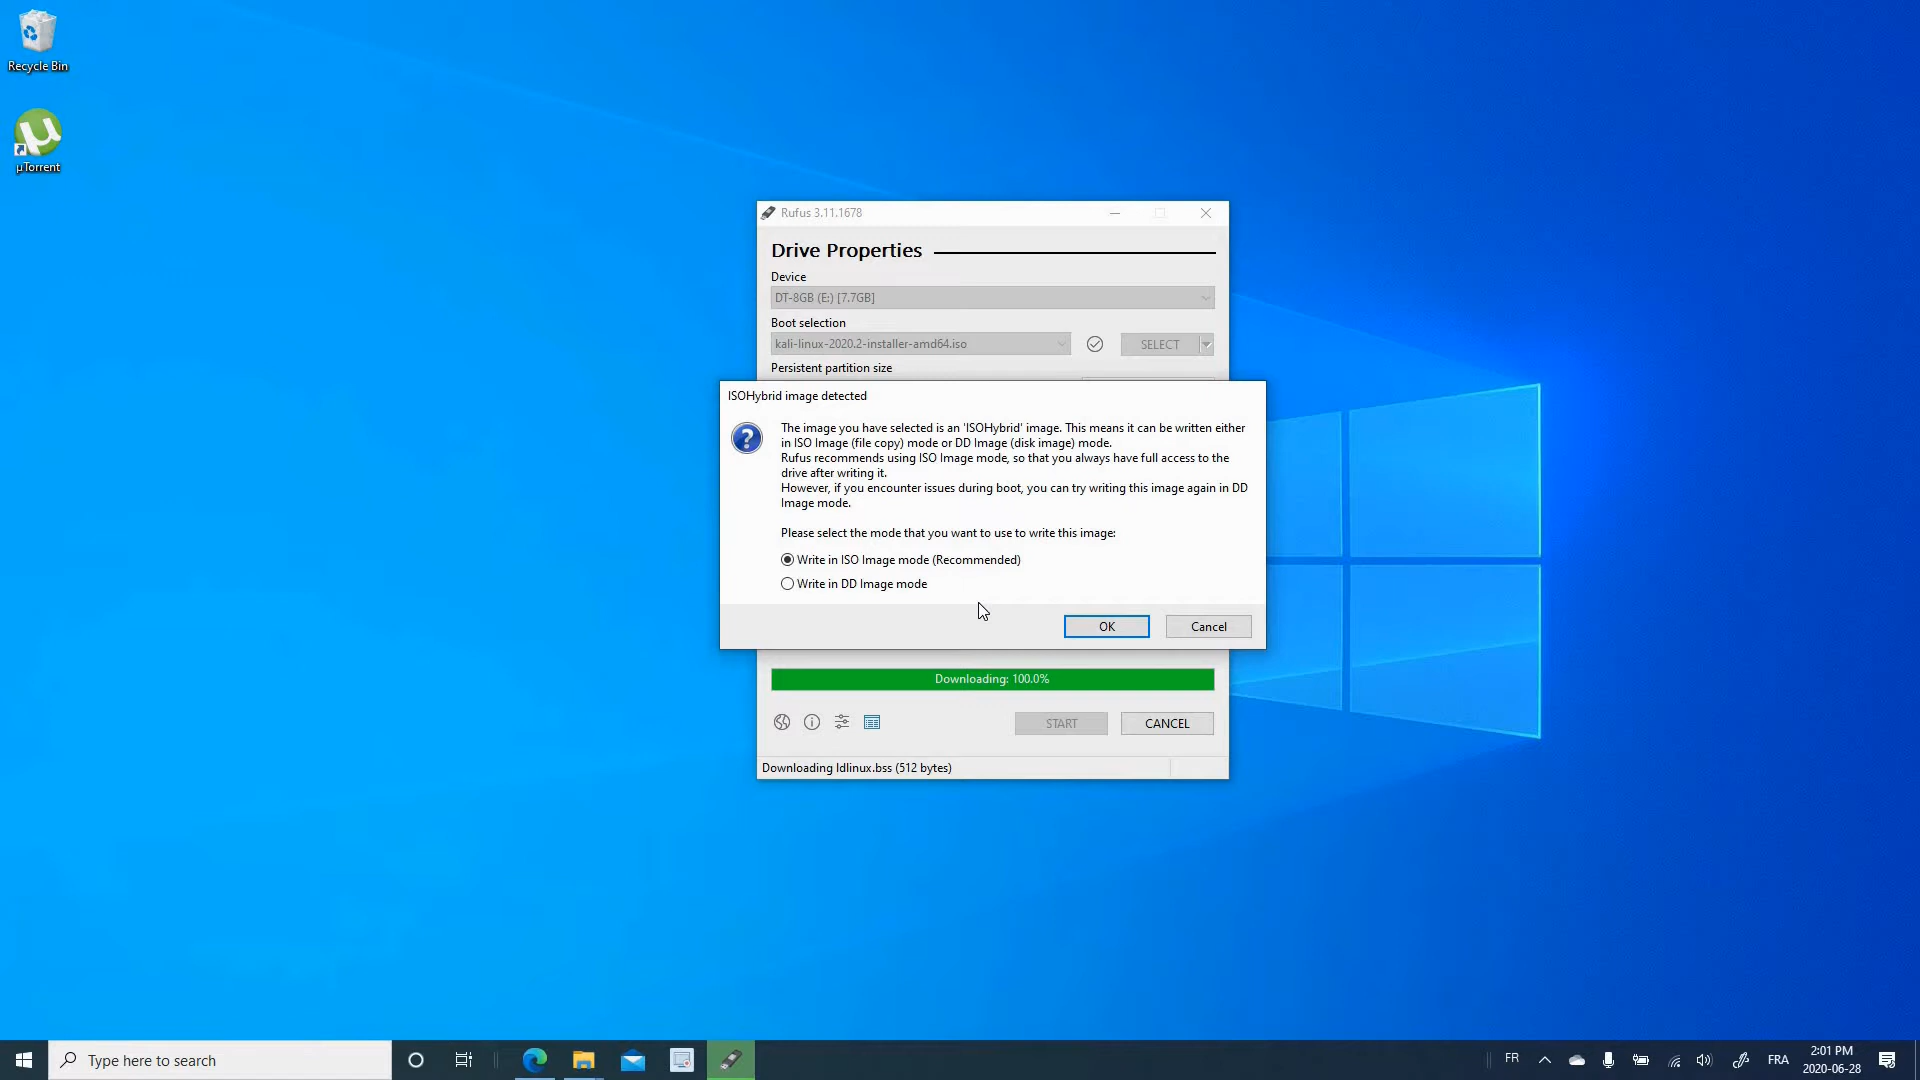 Recycle Bin
µTorrent
Rufus 3.11.1678
Drive Properties
Device
DT-8GB (E:) [7.7GB]
Boot selection
kali-linux-2020.2-installer-amd64.iso
SELECT
Persistent partition size
ISOHybrid image detected
The image you have selected is an 'ISOHybrid' image. This means it can be written either
in ISO Image (file copy) mode or DD Image (disk image) mode.
Rufus recommends using ISO Image mode, so that you always have full access to the
drive after writing it.
However, if you encounter issues during boot, you can try writing this image again in DD
Image mode.
Please select the mode that you want to use to write this image:
Write in ISO Image mode (Recommended)
Write in DD Image mode
OK
Cancel
Downloading: 100.0%
START
CANCEL
Downloading ldlinux.bss (512 bytes)
Type here to search
FR
FRA
2:01 PM
2020-06-28